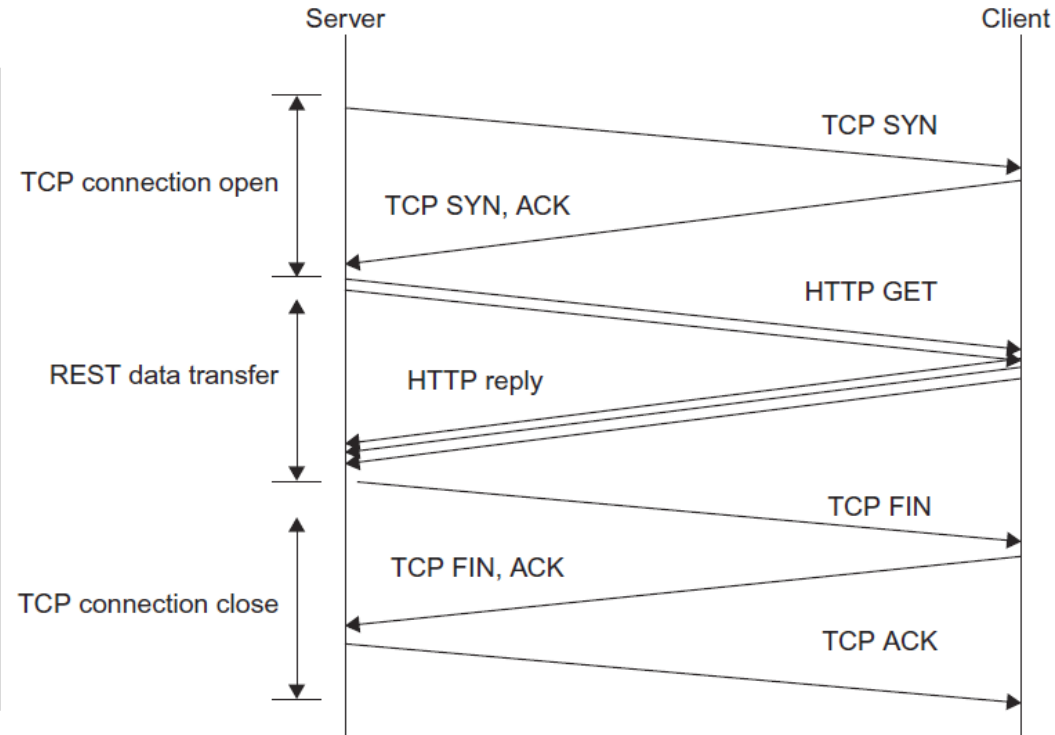 Server
Client
TCP SYN
TCP connection open
TCP SYN, ACK
HTTP GET
REST data transfer
HTTP reply
TCP FIN
TCP FIN, ACK
TCP connection close
TCP ACK